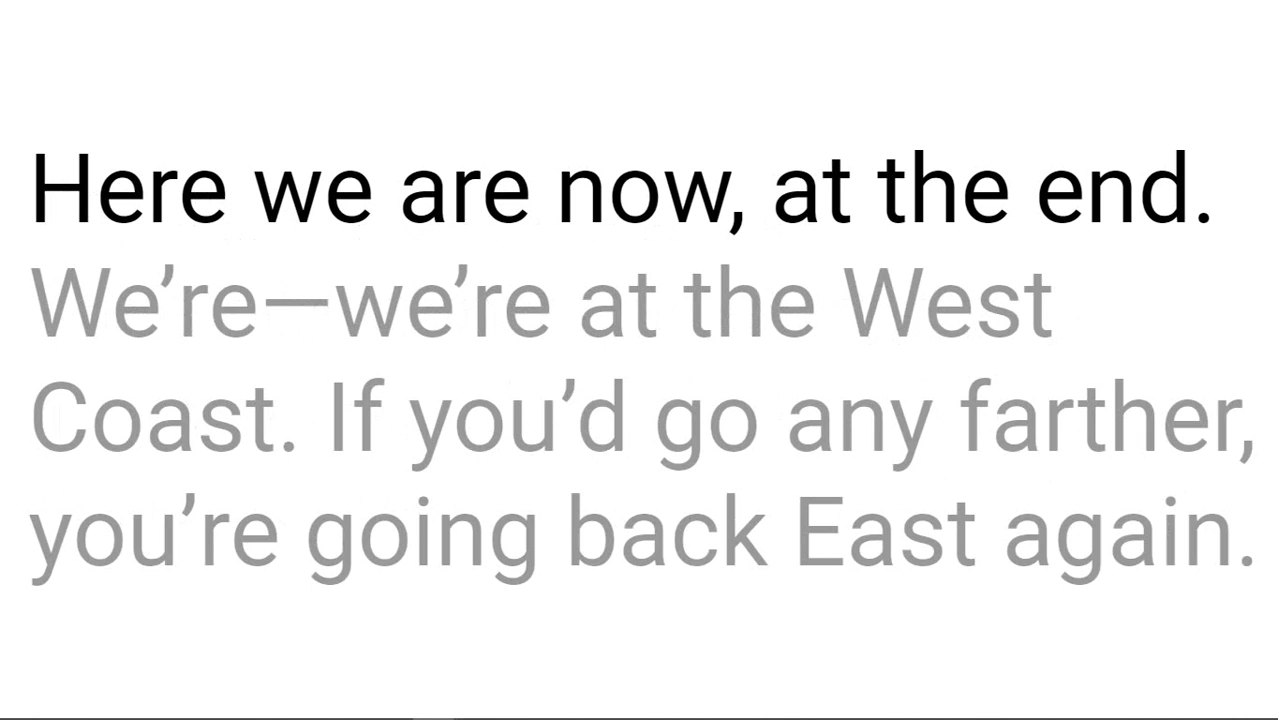 Here we are now, at the end.
We’re—we’re at the West
Coast. If you’d go any farther,
you’re going back East again.